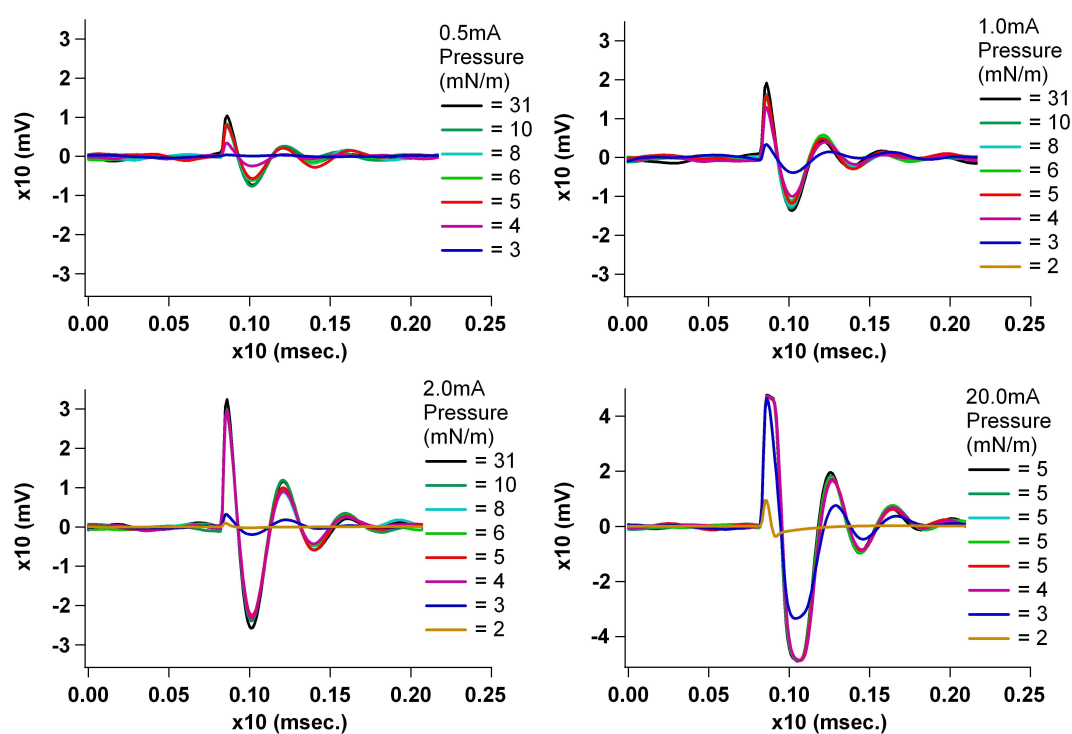 0.5mA
Pressure
(mN/m)
= 31
= 10
= 8
= 6
= 5
= 4
= 3
3
2
1
0
-1
-2
-3
x10 (mV)
0.00 0.05 0.10 0.15 0.20 0.25
x10 (msec.)
1.0mA
Pressure
(mN/m)
= 31
= 10
= 8
= 6
= 5
= 4
= 3
= 2
3
2
1
0
-1
-2
-3
x10 (mV)
0.00 0.05 0.10 0.15 0.20 0.25
x10 (msec.)
2.0mA
Pressure
(mN/m)
= 31
= 10
= 8
= 6
= 5
= 4
= 3
= 2
3
2
1
0
-1
-2
-3
x10 (mV)
0.00 0.05 0.10 0.15 0.20 0.25
x10 (msec.)
20.0mA
Pressure
(mN/m)
= 5
= 5
= 5
= 5
= 5
= 4
= 3
= 2
4
2
0
-2
-4
x10 (mV)
0.00 0.05 0.10 0.15 0.20 0.25
x10 (msec.)